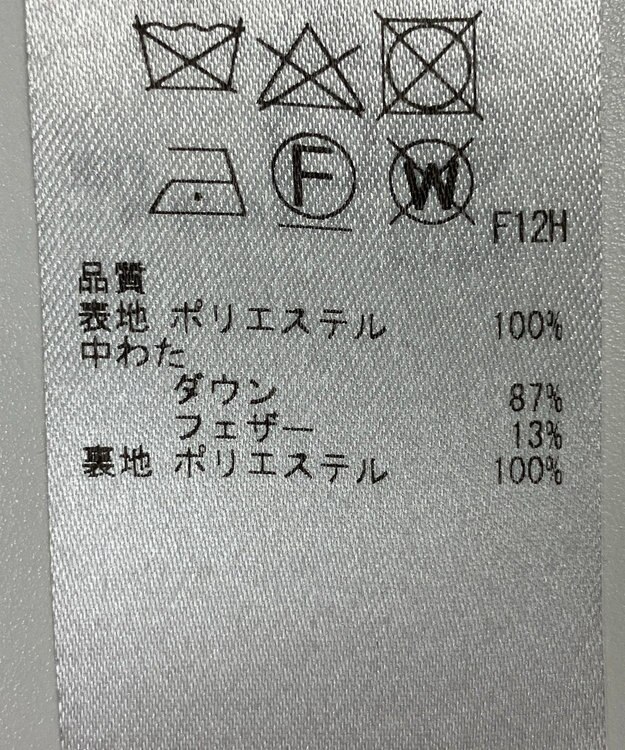 F
W
F12H
品質
表地 ポリエステル 100%
中わた
ダウン 87%
フェザー 13%
裏地 ポリエステル 100%